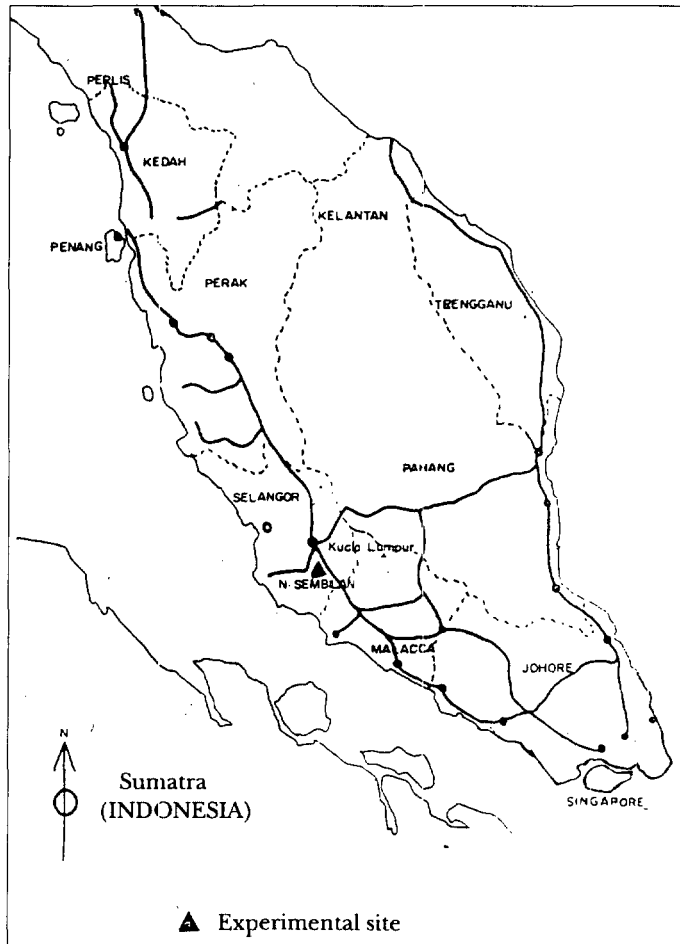 PERLIS
KEDAH
KELANTAN
PENANG
PERAK
TRENGGANU
PAHANG
SELANGOR
Kuala Lumpur
N. SEMBILAN
MALACCA
JOHORE
N
Sumatra
(INDONESIA)
SINGAPORE
Experimental site